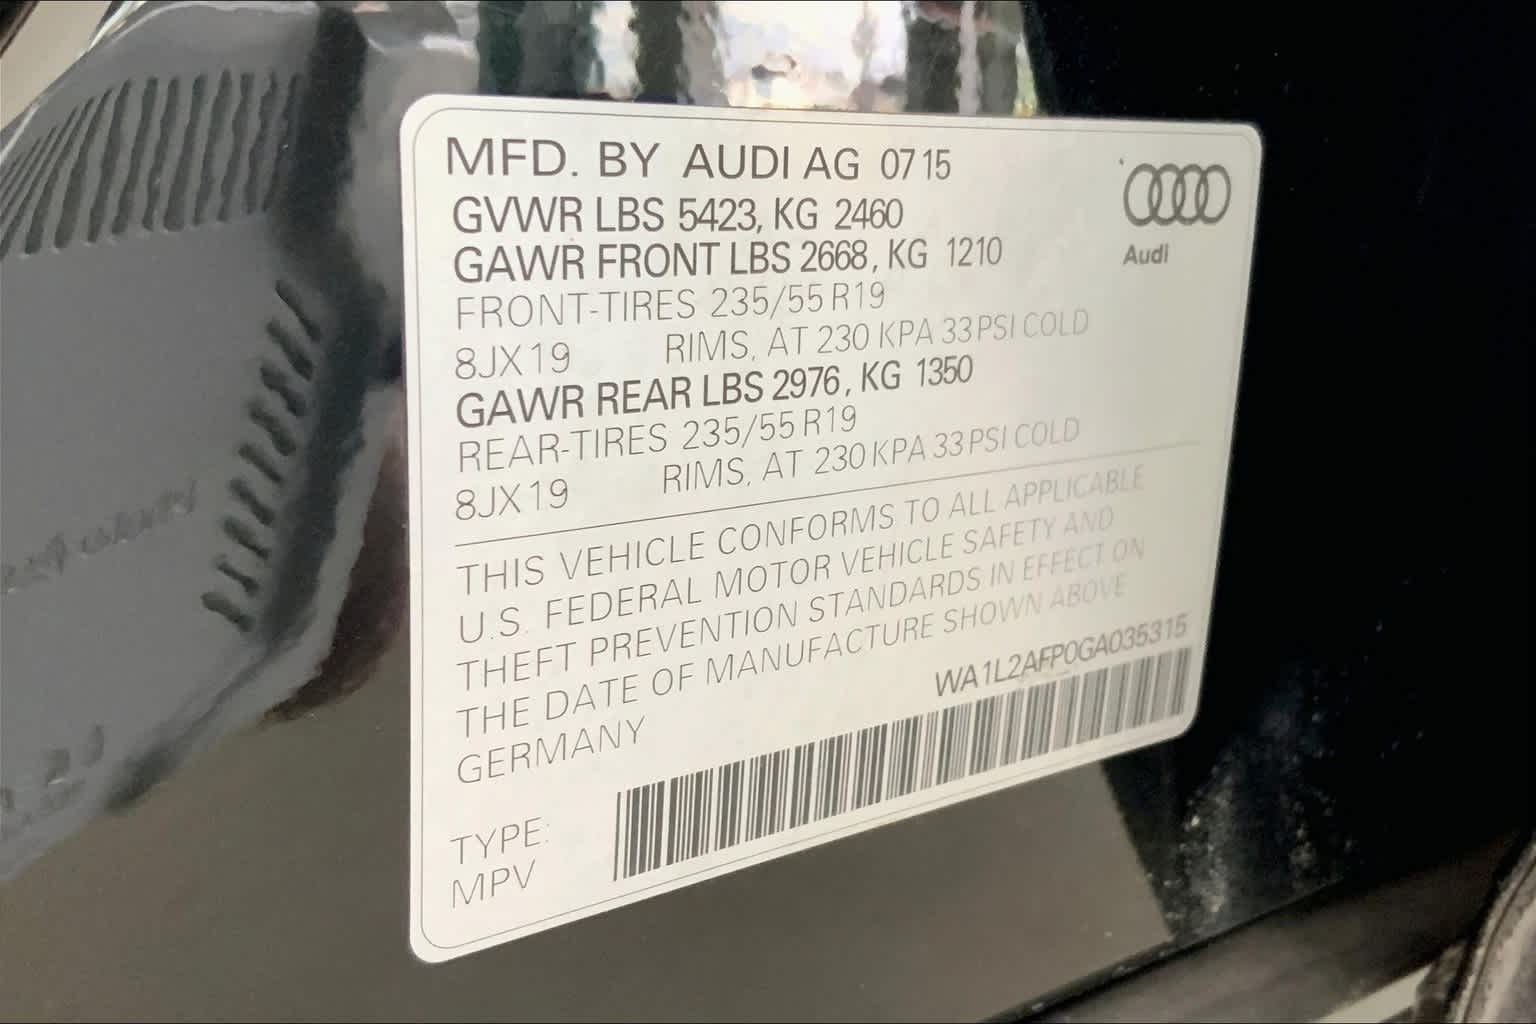 MFD. BY AUDI AG 07 15
GVWR LBS 5423, KG 2460
GAWR FRONT LBS 2668, KG 1210
FRONT-TIRES 235/55 R19
8JX19 RIMS, AT 230 KPA 33 PSI COLD
GAWR REAR LBS 2976, KG 1350
REAR-TIRES 235/55 R19
8JX19 RIMS, AT 230 KPA 33 PSI COLD
Audi
THIS VEHICLE CONFORMS TO ALL APPLICABLE
U.S. FEDERAL MOTOR VEHICLE SAFETY AND
THEFT PREVENTION STANDARDS IN EFFECT ON
THE DATE OF MANUFACTURE SHOWN ABOVE
GERMANY
WA1L2AFP0GA035315
TYPE:
MPV